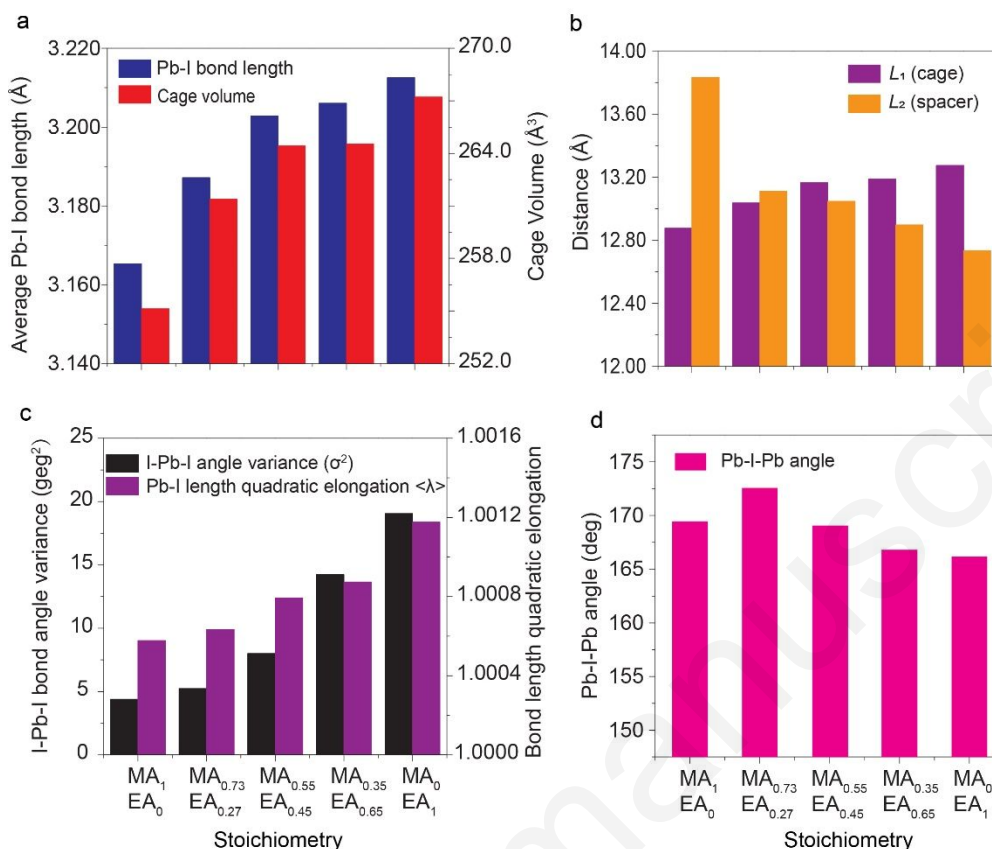 a
3.220
3.200
3.180
3.160
3.140
Average Pb-I bond length (Å)
Pb-I bond length
Cage volume
270.0
264.0
258.0
252.0
Cage Volume (Å³)
b
14.00
13.60
13.20
12.80
12.40
12.00
Distance (Å)
L₁ (cage)
L₂ (spacer)
c
25
20
15
10
5
0
I-Pb-I bond angle variance (geg²)
I-Pb-I angle variance (σ²)
Pb-I length quadratic elongation <λ>
1.0016
1.0012
1.0008
1.0004
1.0000
Bond length quadratic elongation
MA₁ MA₀.₇₃ MA₀.₅₅ MA₀.₃₅ MA₀
EA₀ EA₀.₂₇ EA₀.₄₅ EA₀.₆₅ EA₁
Stoichiometry
d
175
170
165
160
155
150
Pb-I-Pb angle (deg)
Pb-I-Pb angle
MA₁ MA₀.₇₃ MA₀.₅₅ MA₀.₃₅ MA₀
EA₀ EA₀.₂₇ EA₀.₄₅ EA₀.₆₅ EA₁
Stoichiometry
manuscri